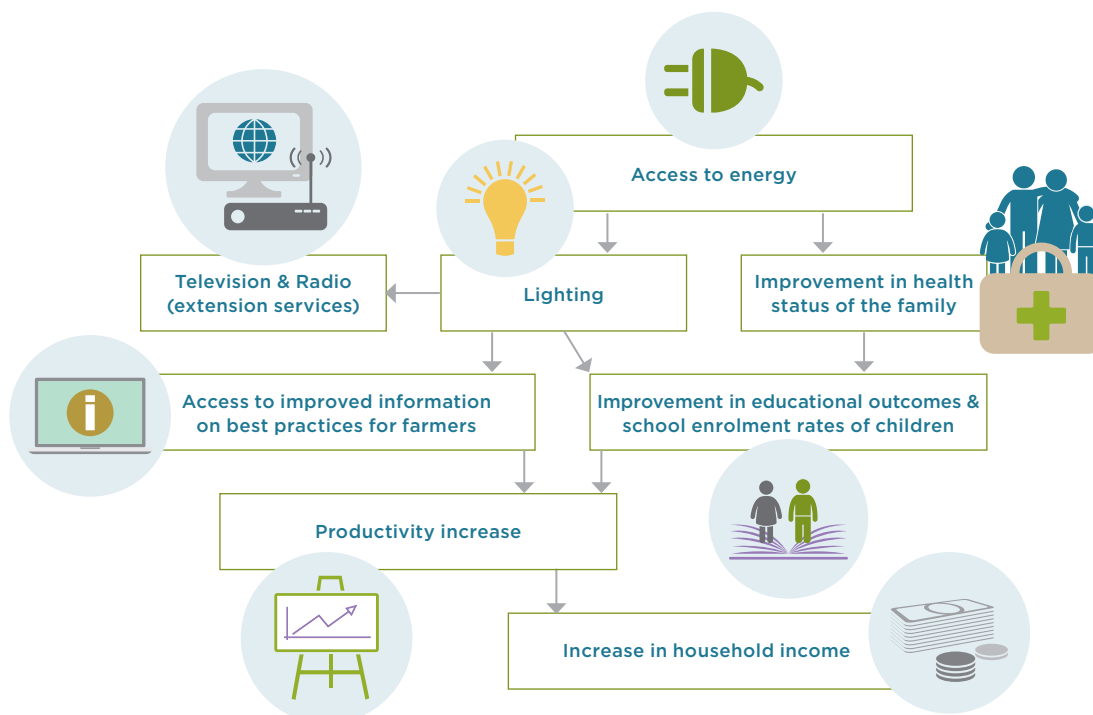 Access to energy
Television & Radio
(extension services)
Lighting
Improvement in health
status of the family
Access to improved information
on best practices for farmers
Improvement in educational outcomes &
school enrolment rates of children
Productivity increase
Increase in household income